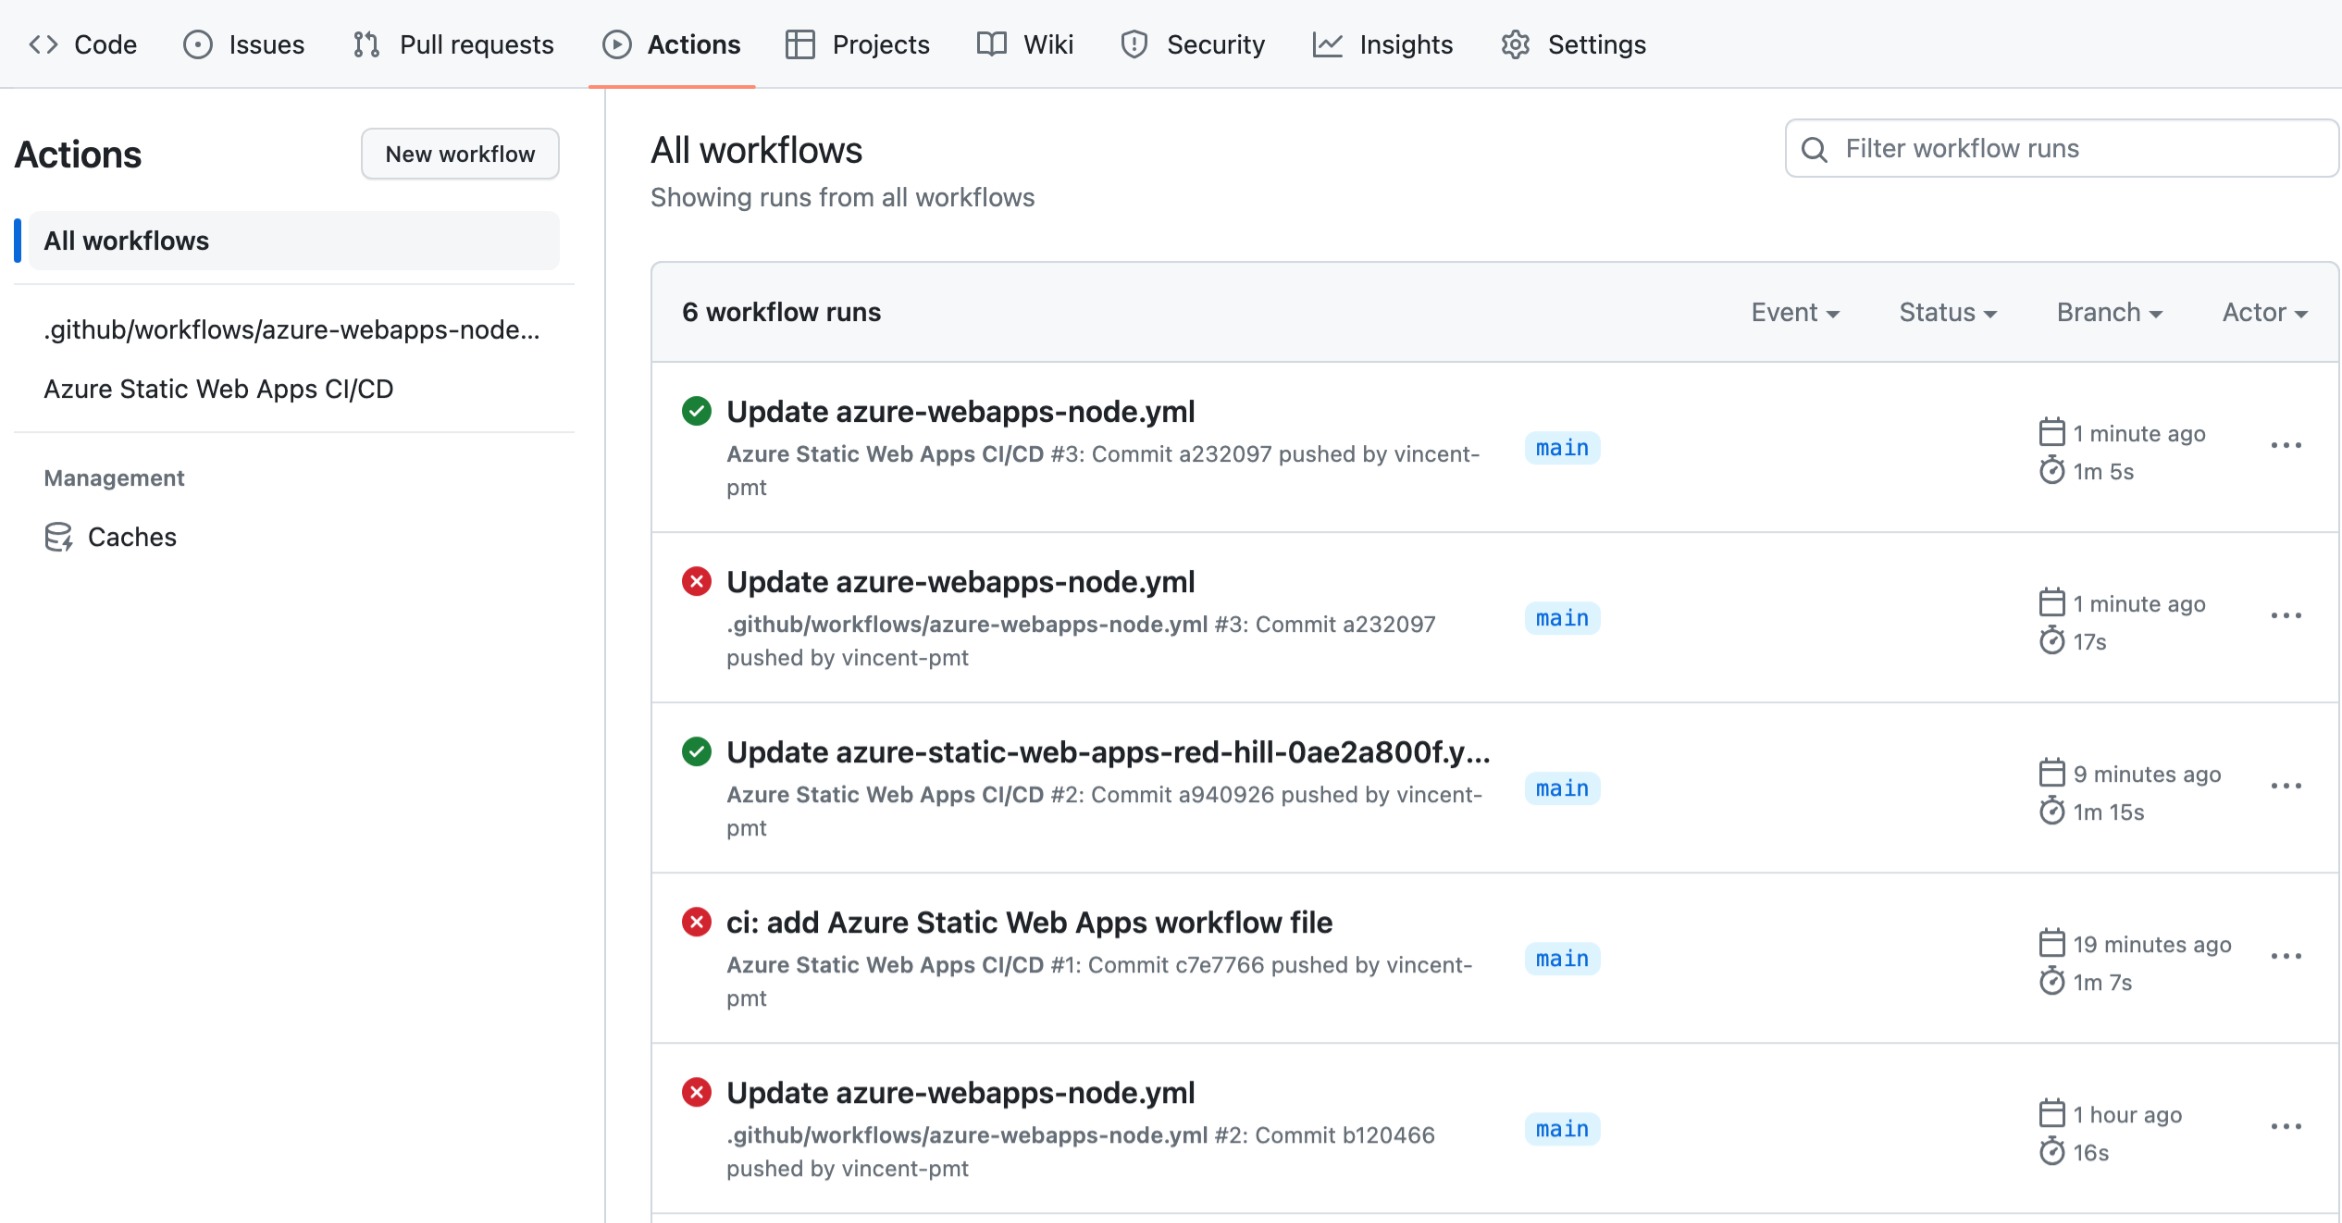 Code Issues Pull requests Actions Projects Wiki Security Insights Settings
Actions
New workflow
All workflows
.github/workflows/azure-webapps-node...
Azure Static Web Apps CI/CD
Management
Caches
All workflows
Showing runs from all workflows
Filter workflow runs
6 workflow runs
Event Status Branch Actor
Update azure-webapps-node.yml
Azure Static Web Apps CI/CD #3: Commit a232097 pushed by vincent-
pmt
main
1 minute ago
1m 5s
Update azure-webapps-node.yml
.github/workflows/azure-webapps-node.yml #3: Commit a232097
pushed by vincent-pmt
main
1 minute ago
17s
Update azure-static-web-apps-red-hill-0ae2a800f.y...
Azure Static Web Apps CI/CD #2: Commit a940926 pushed by vincent-
pmt
main
9 minutes ago
1m 15s
ci: add Azure Static Web Apps workflow file
Azure Static Web Apps CI/CD #1: Commit c7e7766 pushed by vincent-
pmt
main
19 minutes ago
1m 7s
Update azure-webapps-node.yml
.github/workflows/azure-webapps-node.yml #2: Commit b120466
pushed by vincent-pmt
main
1 hour ago
16s